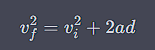 v_f^2 = v_i^2 + 2ad